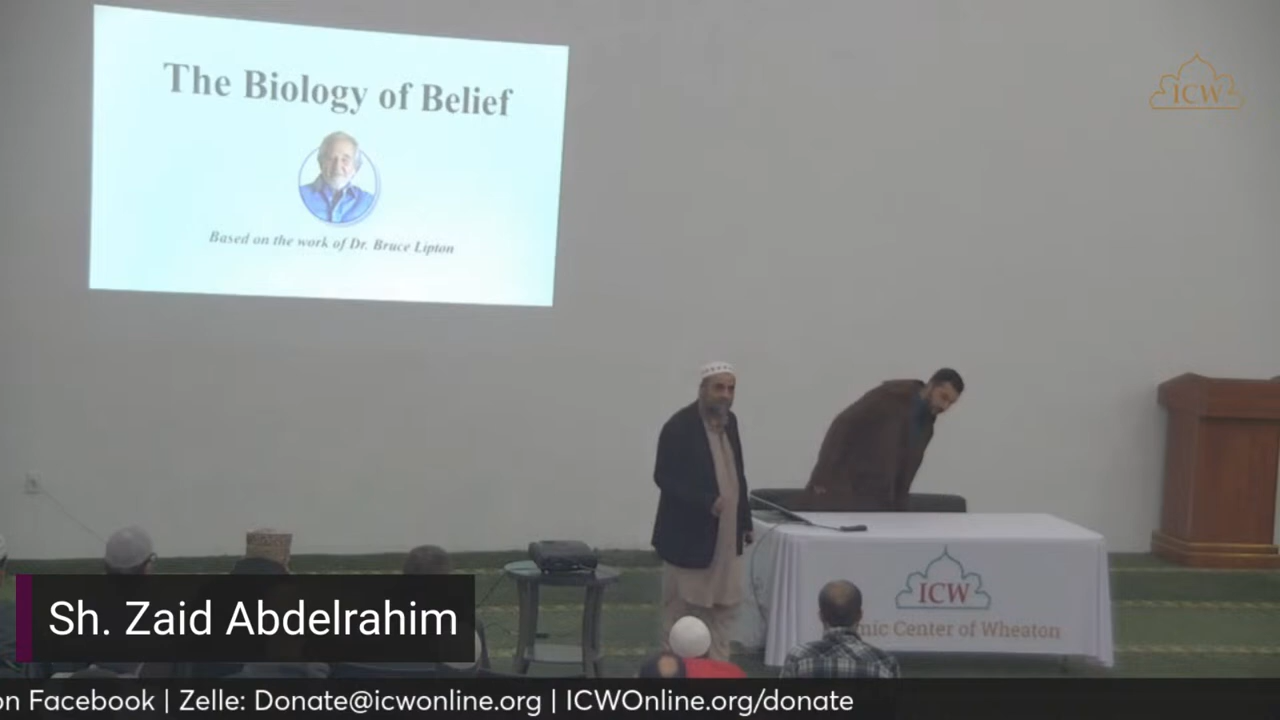 The Biology of Belief
Based on the work of Dr. Bruce Lipton
ICW
ICW
nic Center of Wheaton
Sh. Zaid Abdelrahim
on Facebook | Zelle: Donate@icwonline.org | ICWOnline.org/donate